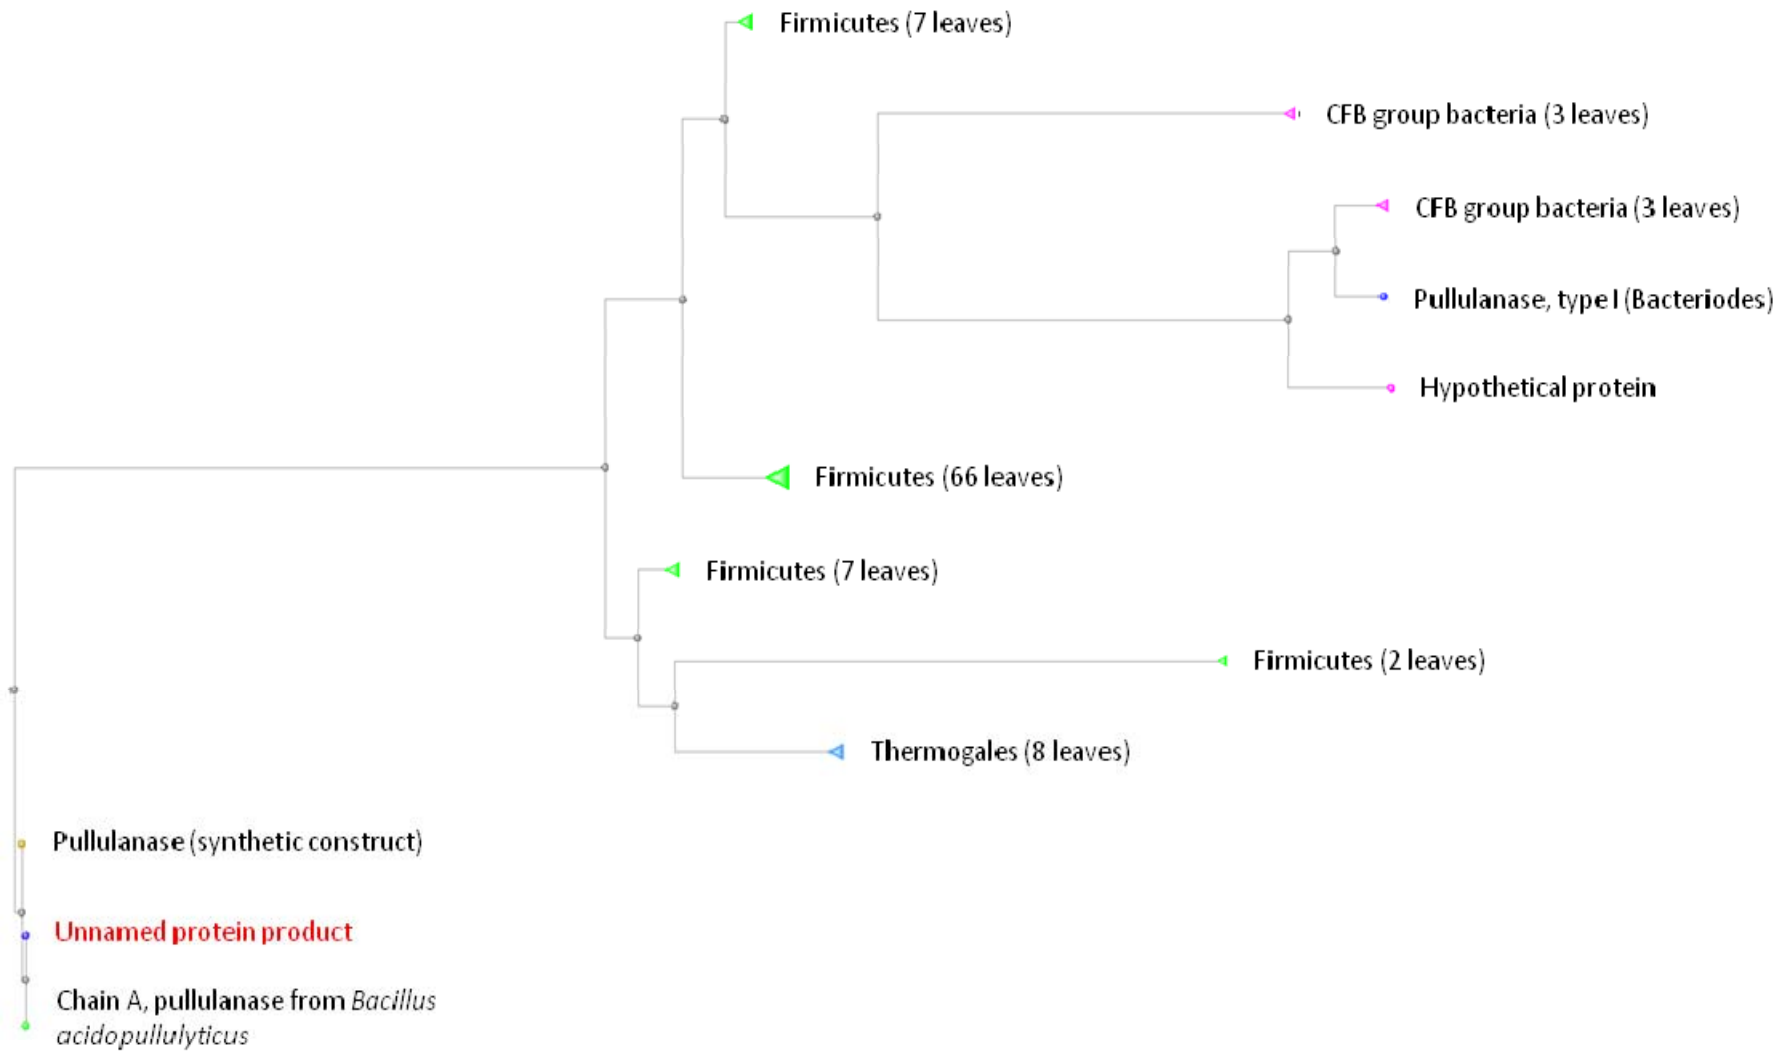 Firmicutes (7 leaves)
CFB group bacteria (3 leaves)
CFB group bacteria (3 leaves)
Pullulanase, type I (Bacteriodes)
Hypothetical protein
Firmicutes (66 leaves)
Firmicutes (7 leaves)
Firmicutes (2 leaves)
Thermogales (8 leaves)
Pullulanase (synthetic construct)
Unnamed protein product
Chain A, pullulanase from Bacillus
acidopullulyticus